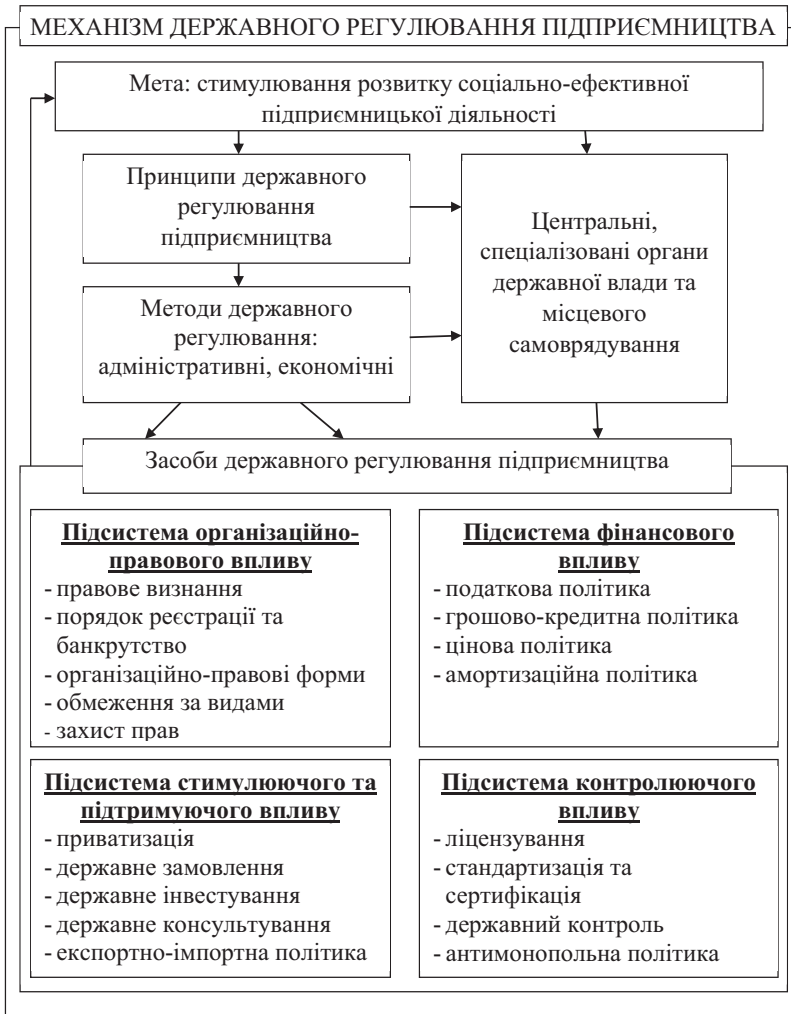 МЕХАНІЗМ ДЕРЖАВНОГО РЕГУЛЮВАННЯ ПІДПРИЄМНИЦТВА
Мета: стимулювання розвитку соціально-ефективної
підприємницької діяльності
Принципи державного
регулювання
підприємництва
Центральні,
спеціалізовані органи
державної влади та
місцевого
самоврядування
Методи державного
регулювання:
адміністративні, економічні
Засоби державного регулювання підприємництва
Підсистема організаційно-
правового впливу
- правове визнання
- порядок реєстрації та
банкрутство
- організаційно-правові форми
- обмеження за видами
- захист прав
Підсистема фінансового
впливу
- податкова політика
- грошово-кредитна політика
- цінова політика
- амортизаційна політика
Підсистема стимулюючого та
підтримуючого впливу
- приватизація
- державне замовлення
- державне інвестування
- державне консультування
- експортно-імпортна політика
Підсистема контролюючого
впливу
- ліцензування
- стандартизація та
сертифікація
- державний контроль
- антимонопольна політика